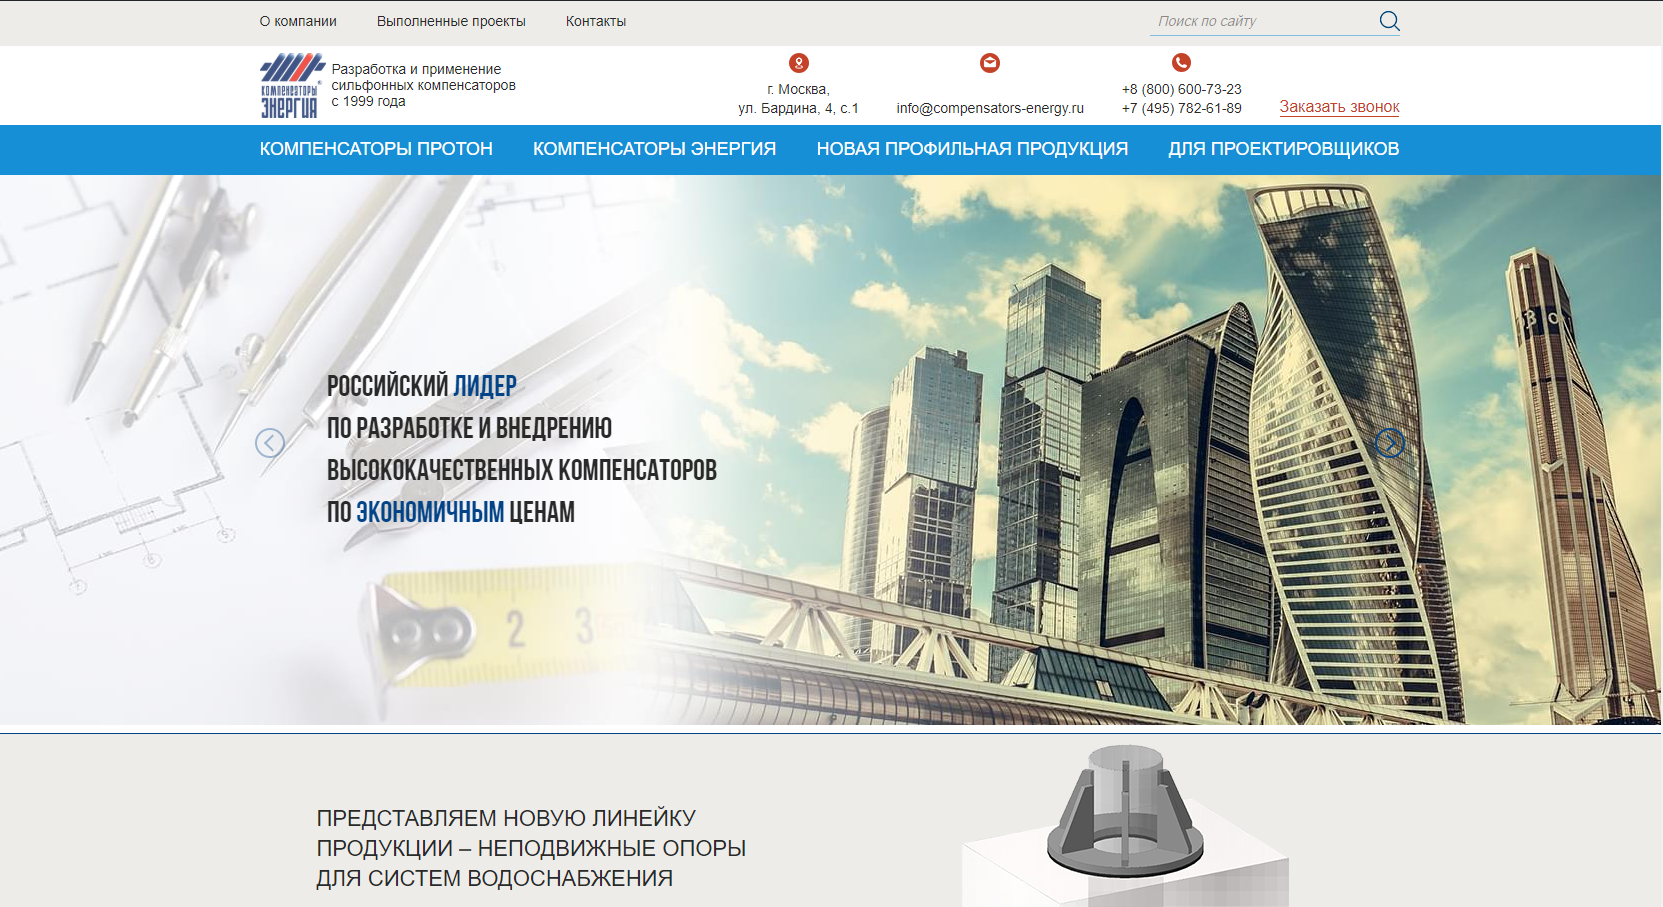 О компании
Выполненные проекты
Контакты
Поиск по сайту
КОМПЕНСАТОРЫ
ЭНЕРГИЯ
®
Разработка и применение
сильфонных компенсаторов
с 1999 года
г. Москва,
ул. Бардина, 4, с.1
info@compensators-energy.ru
+8 (800) 600-73-23
+7 (495) 782-61-89
Заказать звонок
КОМПЕНСАТОРЫ ПРОТОН
КОМПЕНСАТОРЫ ЭНЕРГИЯ
НОВАЯ ПРОФИЛЬНАЯ ПРОДУКЦИЯ
ДЛЯ ПРОЕКТИРОВЩИКОВ
РОССИЙСКИЙ ЛИДЕР
ПО РАЗРАБОТКЕ И ВНЕДРЕНИЮ
ВЫСОКОКАЧЕСТВЕННЫХ КОМПЕНСАТОРОВ
ПО ЭКОНОМИЧНЫМ ЦЕНАМ
2 3
ПРЕДСТАВЛЯЕМ НОВУЮ ЛИНЕЙКУ
ПРОДУКЦИИ – НЕПОДВИЖНЫЕ ОПОРЫ
ДЛЯ СИСТЕМ ВОДОСНАБЖЕНИЯ